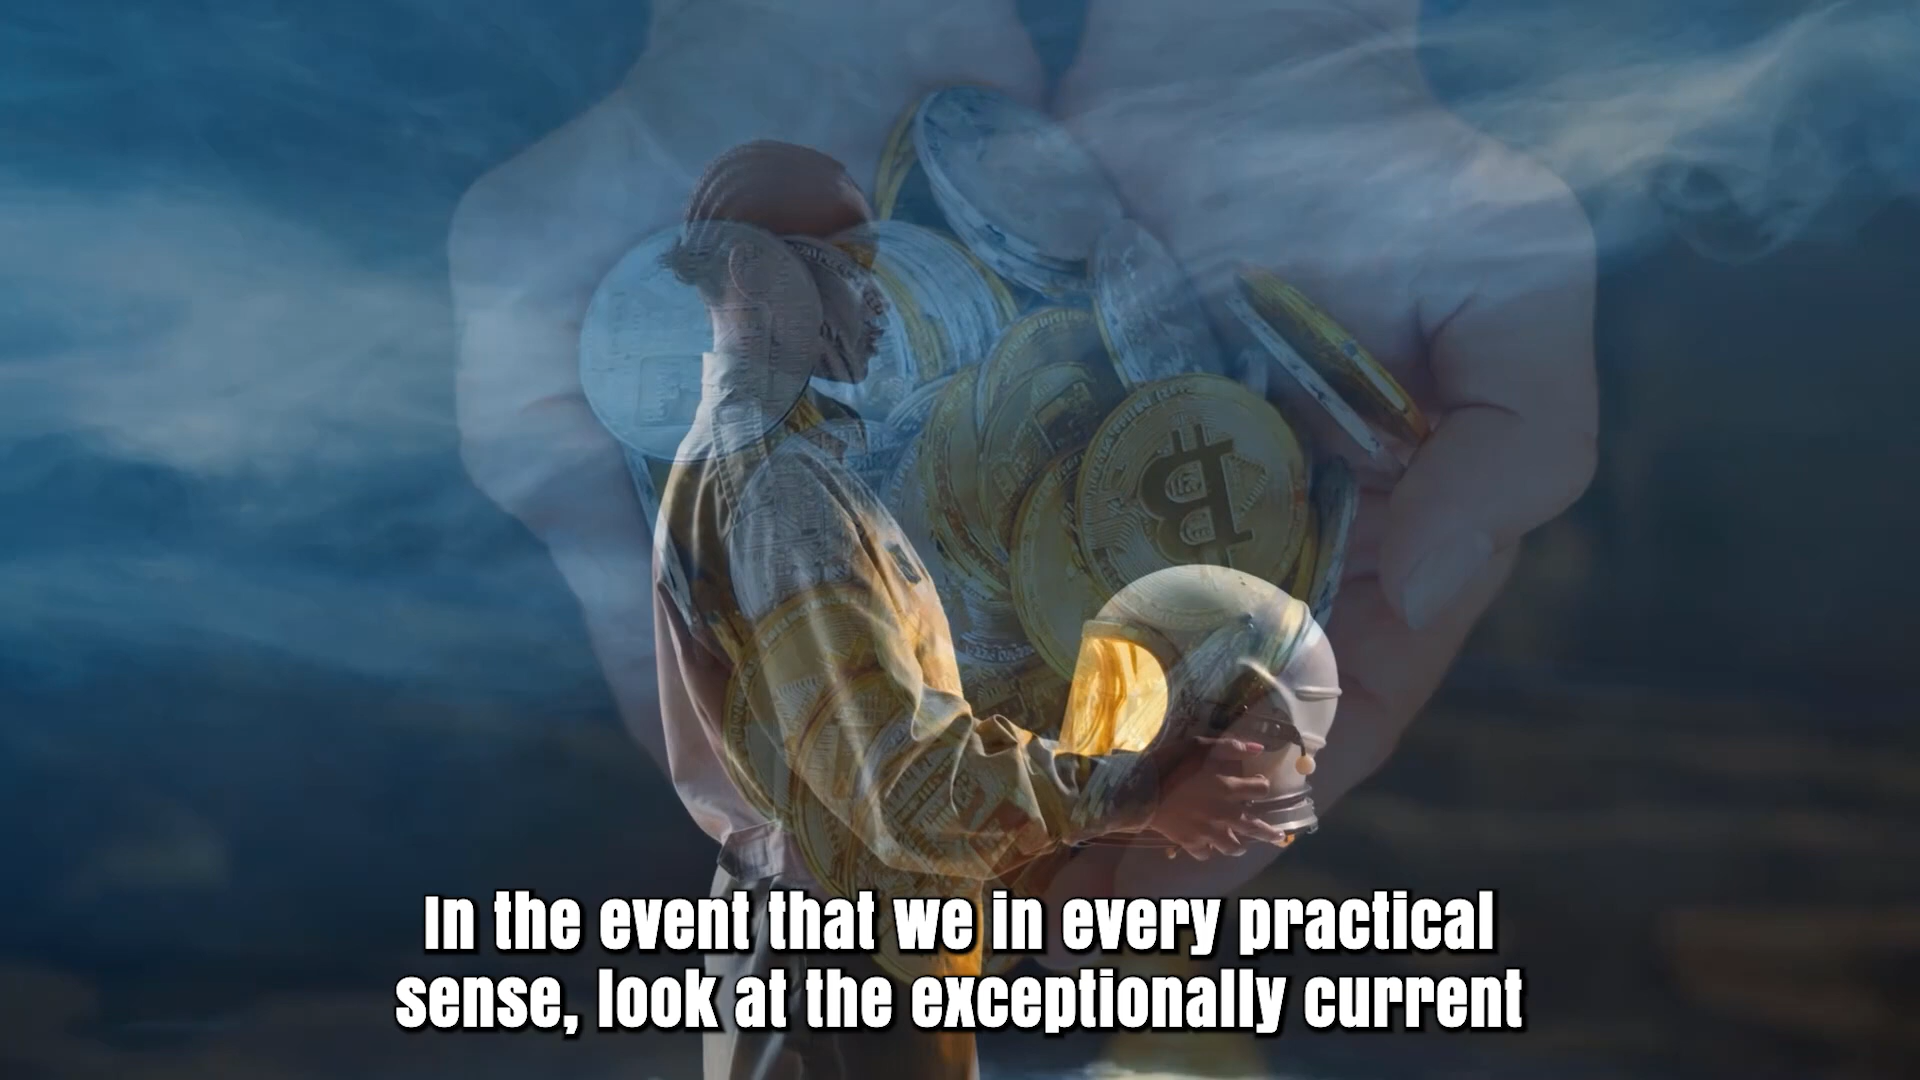 In the event that we in every practical
sense, look at the exceptionally current